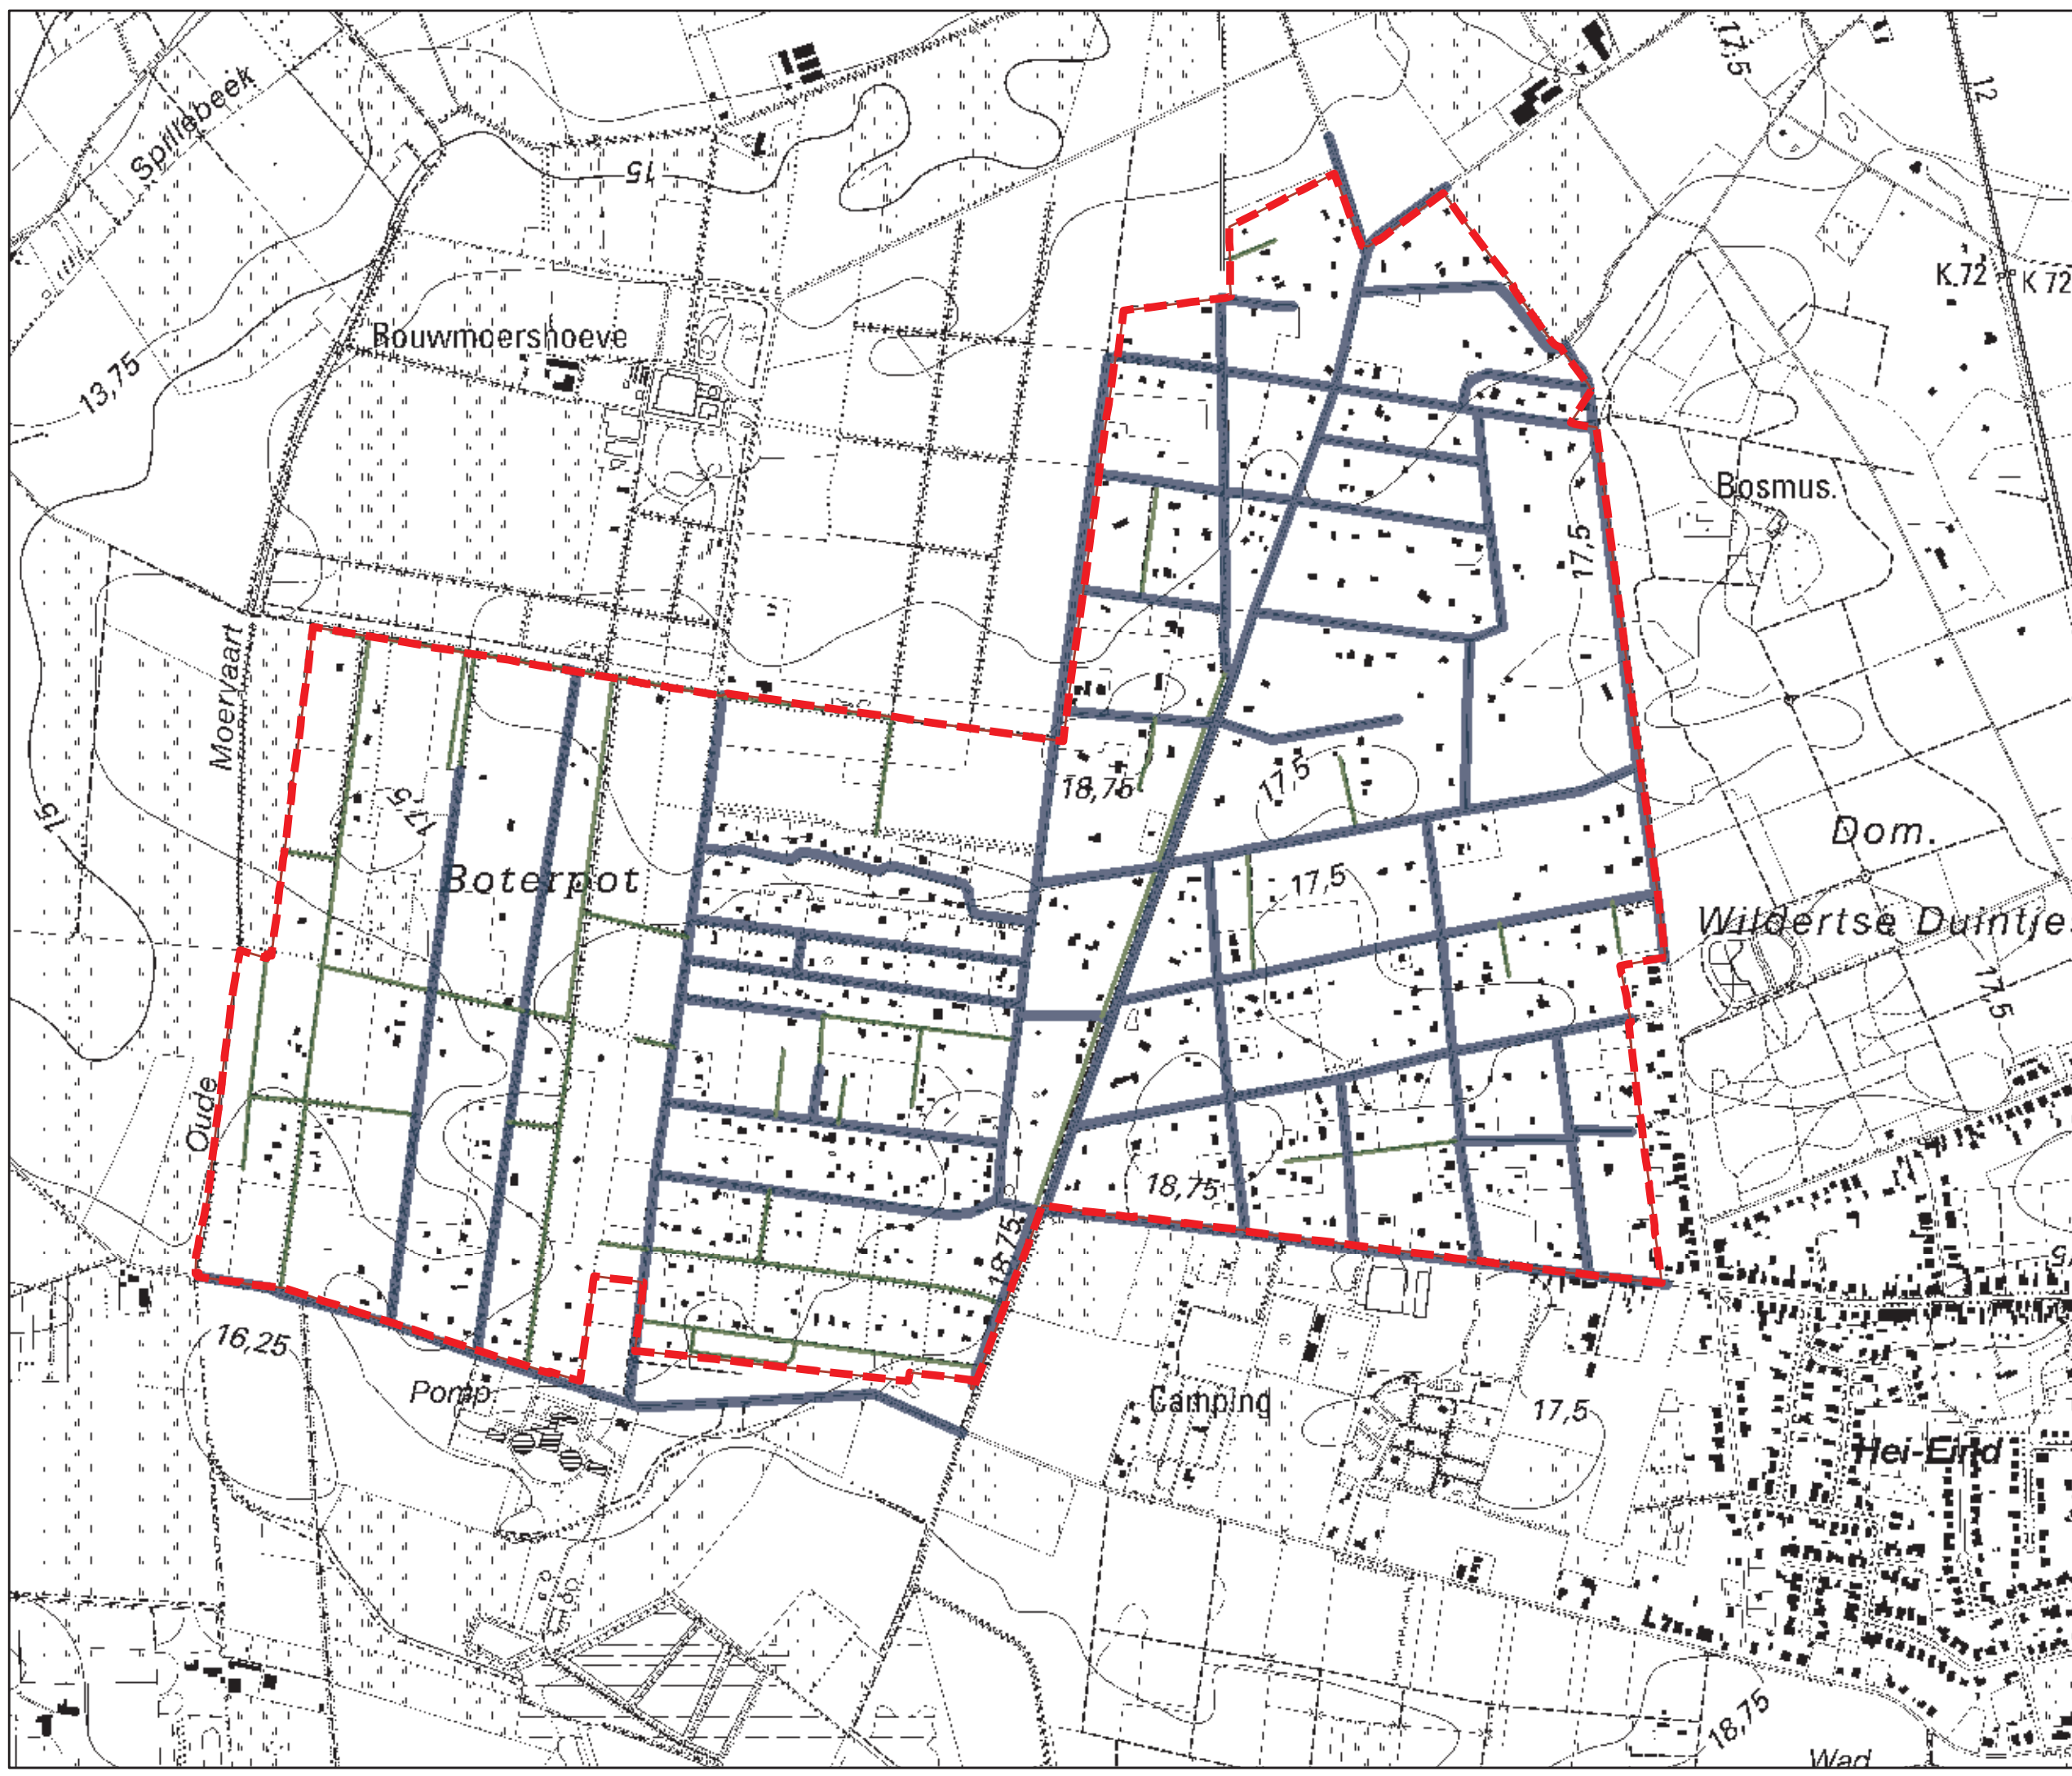 Spillebeek
17,5
12
15
K.72
K 72
Bouwmoershoeve
13,75
Bosmus.
17,5
Moervaart
18,75
17,5
17,5
15
Dom.
Boterpot
17,5
Wildertse Duintje
17,5
Oude
18,75
18,75
16,25
Pomp.
Camping
17,5
Hei-Eind
18,75
Wad